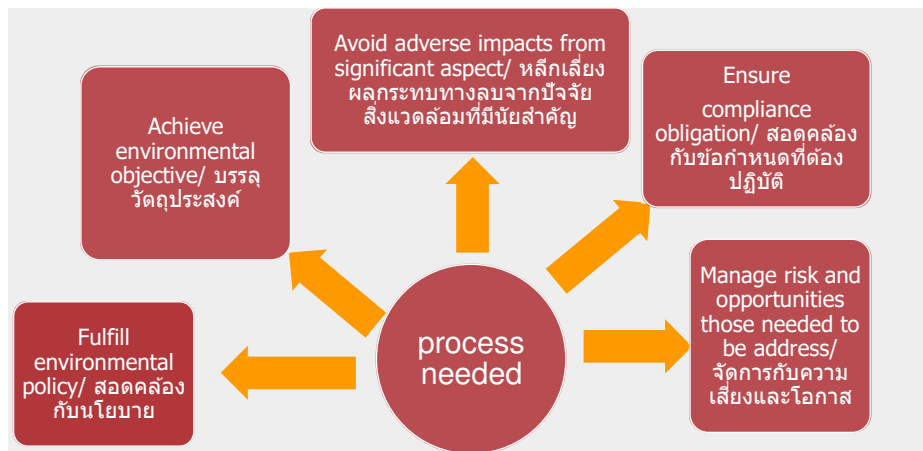 Avoid adverse impacts from
significant aspect/ หลีกเลี่ยง
ผลกระทบทางลบจากปัจจัย
สิ่งแวดล้อมที่มีนัยสำคัญ
Ensure
compliance
obligation/ สอดคล้อง
กับข้อกำหนดที่ต้อง
ปฏิบัติ
Achieve
environmental
objective/ บรรลุ
วัตถุประสงค์
Manage risk and
opportunities
those needed to
be address/
จัดการกับความ
เสี่ยงและโอกาส
Fulfill
environmental
policy/ สอดคล้อง
กับนโยบาย
process
needed